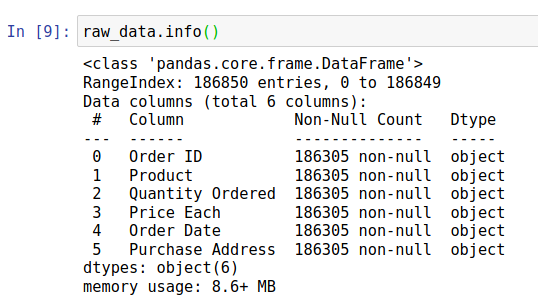 In [9]: raw_data.info()
<class 'pandas.core.frame.DataFrame'>
RangeIndex: 186850 entries, 0 to 186849
Data columns (total 6 columns):
 #   Column            Non-Null Count   Dtype
---  ------            --------------   -----
 0   Order ID          186305 non-null  object
 1   Product           186305 non-null  object
 2   Quantity Ordered  186305 non-null  object
 3   Price Each        186305 non-null  object
 4   Order Date        186305 non-null  object
 5   Purchase Address  186305 non-null  object
dtypes: object(6)
memory usage: 8.6+ MB